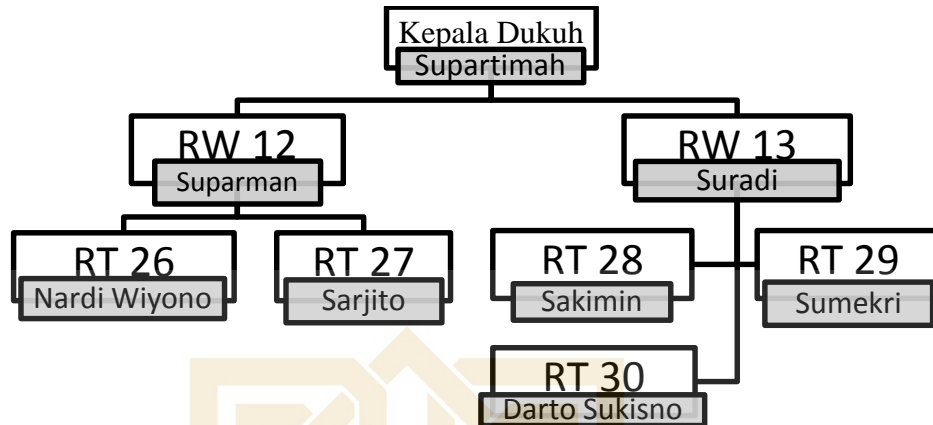 Kepala Dukuh
Supartimah
RW 12
Suparman
RW 13
Suradi
RT 26
Nardi Wiyono
RT 27
Sarjito
RT 28
Sakimin
RT 29
Sumekri
RT 30
Darto Sukisno